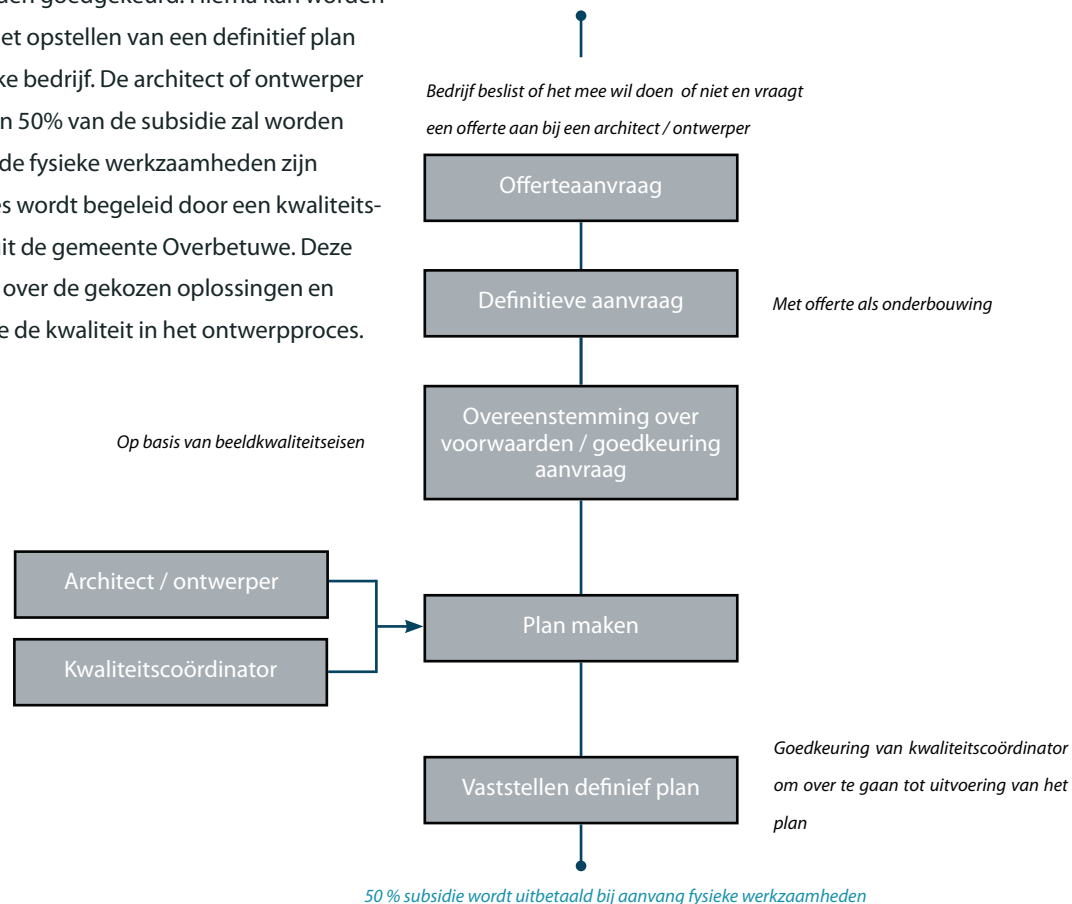 goedgekeurd. Hierna kan worden
et opstellen van een definitief plan
ke bedrijf. De architect of ontwerper
n 50% van de subsidie zal worden
de fysieke werkzaamheden zijn
es wordt begeleid door een kwaliteits-
uit de gemeente Overbetuwe. Deze
over de gekozen oplossingen en
e de kwaliteit in het ontwerpproces.
Bedrijf beslist of het mee wil doen of niet en vraagt
een offerte aan bij een architect / ontwerper
Offerteaanvraag
Definitieve aanvraag
Met offerte als onderbouwing
Overeenstemming over
voorwaarden / goedkeuring
aanvraag
Op basis van beeldkwaliteitseisen
Architect / ontwerper
Kwaliteitscoördinator
Plan maken
Vaststellen defnief plan
Goedkeuring van kwaliteitscoördinator
om over te gaan tot uitvoering van het
plan
50 % subsidie wordt uitbetaald bij aanvang fysieke werkzaamheden